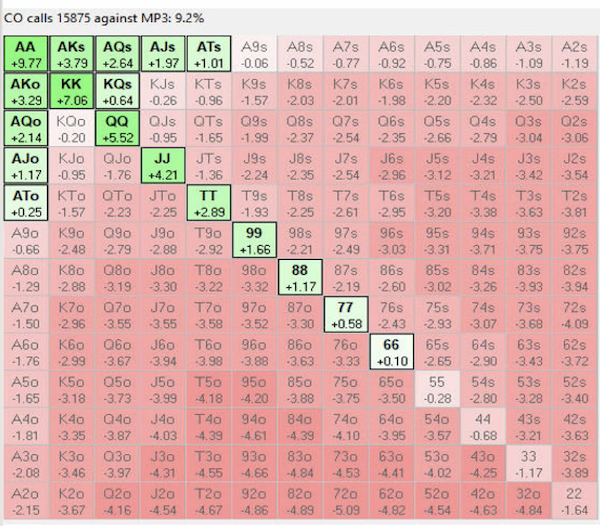 CO calls 15875 against MP3: 9.2%
AA AKs AQs AJs ATs A9s A8s A7s A6s A5s A4s A3s A2s
+9.77 +3.79 +2.64 +1.97 +1.01 -0.06 -0.52 -0.77 -0.92 -0.75 -0.86 -1.09 -1.19
AKo KK KQs KJs KTs K9s K8s K7s K6s K5s K4s K3s K2s
+3.29 +7.06 +0.64 -0.26 -0.96 -1.57 -2.03 -2.01 -1.98 -2.20 -2.32 -2.50 -2.59
AQo KQo QQ QJs QTs Q9s Q8s Q7s Q6s Q5s Q4s Q3s Q2s
+2.14 -0.20 +5.52 -0.95 -1.65 -1.99 -2.37 -2.54 -2.35 -2.66 -2.79 -3.04 -3.06
AJo KJo QJo JJ JTs J9s J8s J7s J6s J5s J4s J3s J2s
+1.17 -0.95 -1.76 +4.21 -1.36 -2.24 -2.35 -2.54 -2.96 -3.12 -3.21 -3.42 -3.54
ATo KTo QTo JTo TT T9s T8s T7s T6s T5s T4s T3s T2s
+0.25 -1.57 -2.23 -2.25 +2.89 -1.93 -2.25 -2.61 -2.95 -3.20 -3.38 -3.63 -3.81
A9o K9o Q9o J9o T9o 99 98s 97s 96s 95s 94s 93s 92s
-0.66 -2.48 -2.79 -2.88 -2.92 +1.66 -2.21 -2.49 -3.03 -3.31 -3.71 -3.75 -3.75
A8o K8o Q8o J8o T8o 98o 88 87s 86s 85s 84s 83s 82s
-1.29 -2.88 -3.19 -3.30 -3.22 -3.32 +1.17 -2.19 -2.60 -3.02 -3.26 -3.93 -3.94
A7o K7o Q7o J7o T7o 97o 87o 77 76s 75s 74s 73s 72s
-1.50 -2.96 -3.55 -3.55 -3.58 -3.52 -3.30 +0.58 -2.43 -2.93 -3.07 -3.68 -4.09
A6o K6o Q6o J6o T6o 96o 86o 76o 66 65s 64s 63s 62s
-1.76 -2.99 -3.67 -3.94 -3.98 -3.88 -3.63 -3.33 +0.10 -2.65 -2.90 -3.43 -3.72
A5o K5o Q5o J5o T5o 95o 85o 75o 65o 55 54s 53s 52s
-1.65 -3.18 -3.73 -3.99 -4.18 -4.20 -3.88 -3.75 -3.50 -0.28 -2.80 -3.28 -3.40
A4o K4o Q4o J4o T4o 94o 84o 74o 64o 54o 44 43s 42s
-1.81 -3.35 -3.87 -4.03 -4.39 -4.61 -4.39 -4.10 -3.95 -3.57 -0.68 -3.21 -3.63
A3o K3o Q3o J3o T3o 93o 83o 73o 63o 53o 43o 33 32s
-2.08 -3.46 -3.97 -4.31 -4.55 -4.66 -4.84 -4.53 -4.41 -4.02 -4.25 -1.17 -3.89
A2o K2o Q2o J2o T2o 92o 82o 72o 62o 52o 42o 32o 22
-2.15 -3.67 -4.16 -4.54 -4.67 -4.86 -4.89 -5.09 -4.82 -4.54 -4.63 -4.84 -1.64